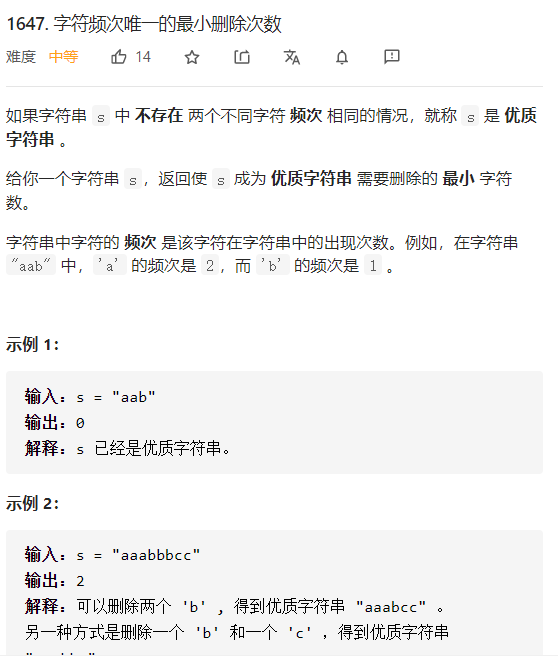 1647. 字符频次唯一的最小删除次数
难度 中等 14
如果字符串 s 中 不存在 两个不同字符 频次 相同的情况，就称 s 是 优质
字符串 。
给你一个字符串 s，返回使 s 成为 优质字符串 需要删除的 最小 字符
数。
字符串中字符的 频次 是该字符在字符串中的出现次数。例如，在字符串
"aab" 中，'a' 的频次是 2，而 'b' 的频次是 1 。
示例 1：
输入：s = "aab"
输出：0
解释：s 已经是优质字符串。
示例 2：
输入：s = "aaabbbcc"
输出：2
解释：可以删除两个 'b' , 得到优质字符串 "aaabcc" 。
另一种方式是删除一个 'b' 和一个 'c' ，得到优质字符串